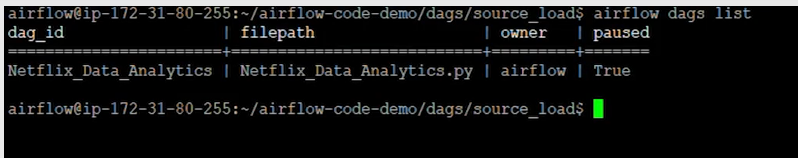 airflow@ip-172-31-80-255:~/airflow-code-demo/dags/source_load$ airflow dags list
dag_id                 | filepath                  | owner   | paused
=======================+===========================+=========+=======
Netflix_Data_Analytics | Netflix_Data_Analytics.py | airflow | True
airflow@ip-172-31-80-255:~/airflow-code-demo/dags/source_load$